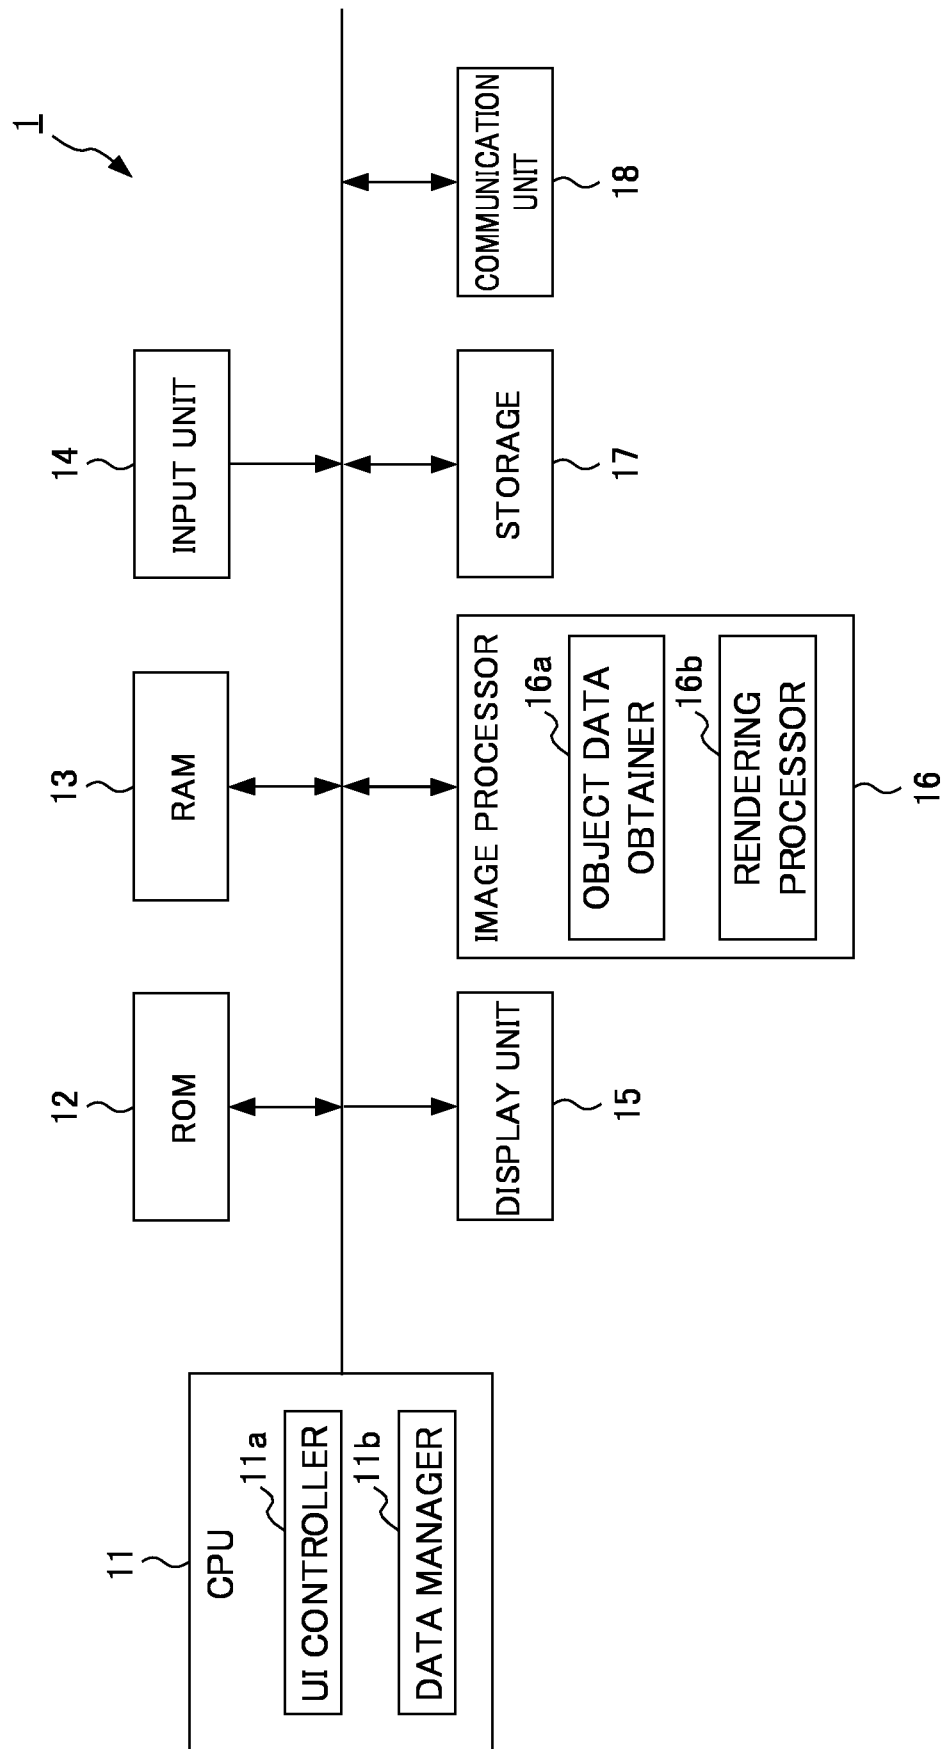 1
11
CPU
11a
UI CONTROLLER
11b
DATA MANAGER
12
ROM
13
RAM
14
INPUT UNIT
DISPLAY UNIT
15
IMAGE PROCESSOR
16a
OBJECT DATA
OBTAINER
16b
RENDERING
PROCESSOR
16
STORAGE
17
COMMUNICATION
UNIT
18